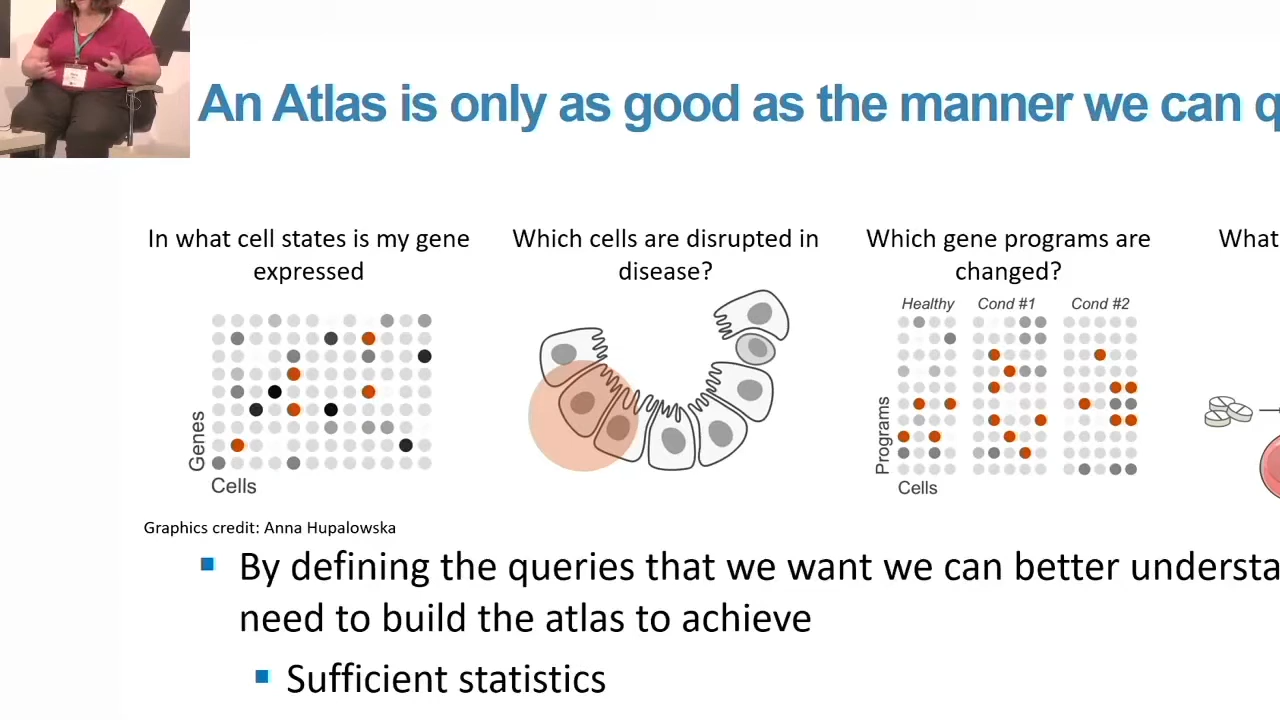 An Atlas is only as good as the manner we can q
In what cell states is my gene
expressed
Genes
Cells
Which cells are disrupted in
disease?
Which gene programs are
changed?
Healthy Cond #1 Cond #2
Programs
Cells
What
Graphics credit: Anna Hupalowska
By defining the queries that we want we can better understa
need to build the atlas to achieve
Sufficient statistics